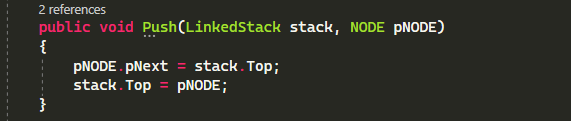 2 references
public void Push(LinkedStack stack, NODE pNODE)
{
pNODE.pNext = stack.Top;
stack.Top = pNODE;
}